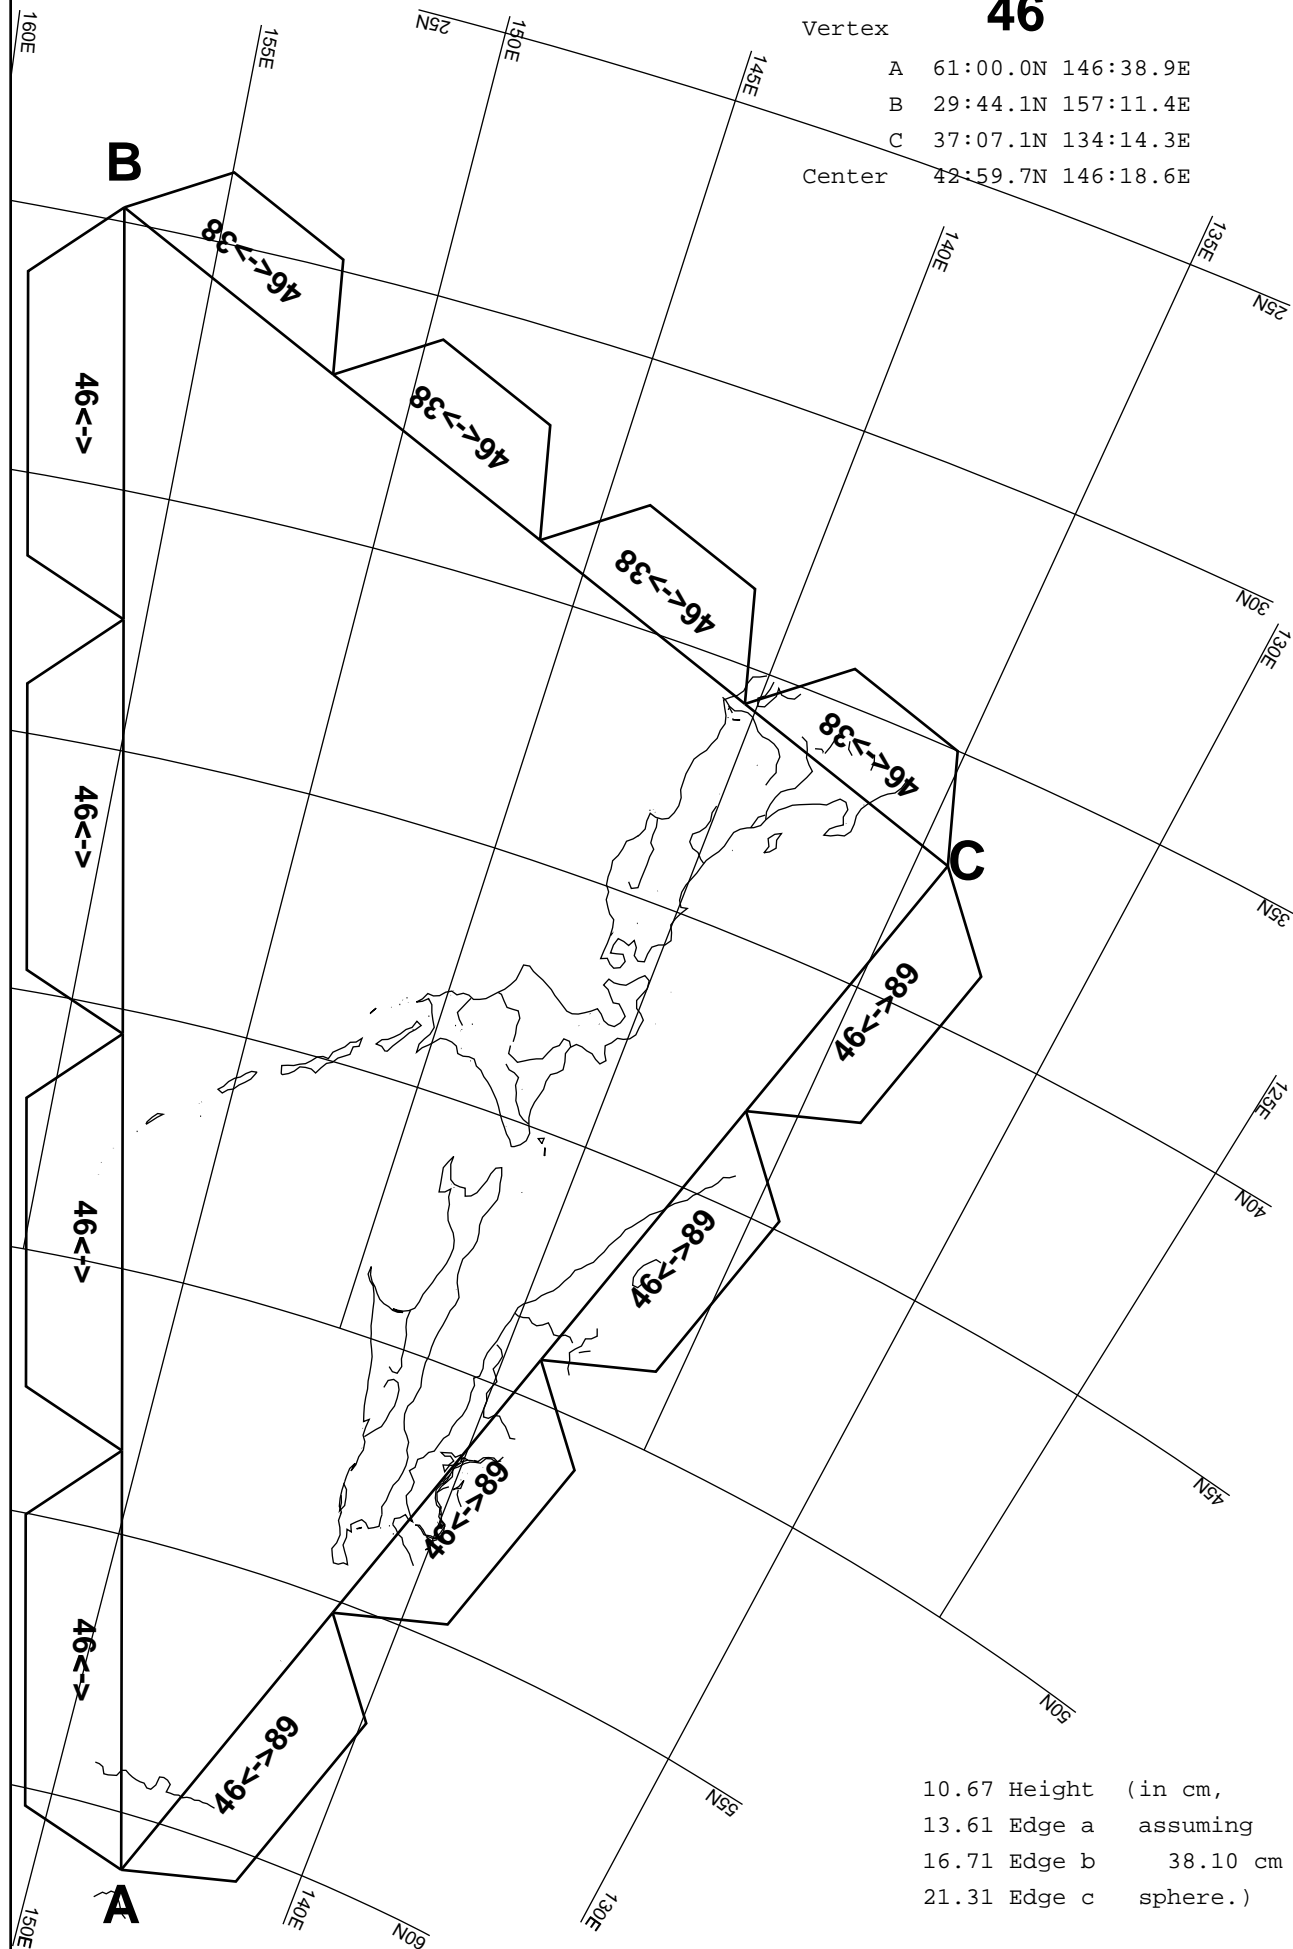 46
Vertex
A 61:00.0N 146:38.9E
B 29:44.1N 157:11.4E
C 37:07.1N 134:14.3E
Center 42:59.7N 146:18.6E
160E
155E
25N
150E
145E
140E
135E
25N
B
46<->38
46<->38
46<->38
46<->38
30N
130E
C
35N
46<->
46<->
46<->
46<->
46<->89
46<->89
46<->89
46<->89
125E
40N
45N
50N
55N
130E
60N
140E
150E
A
10.67 Height (in cm,
13.61 Edge a assuming
16.71 Edge b 38.10 cm
21.31 Edge c sphere.)